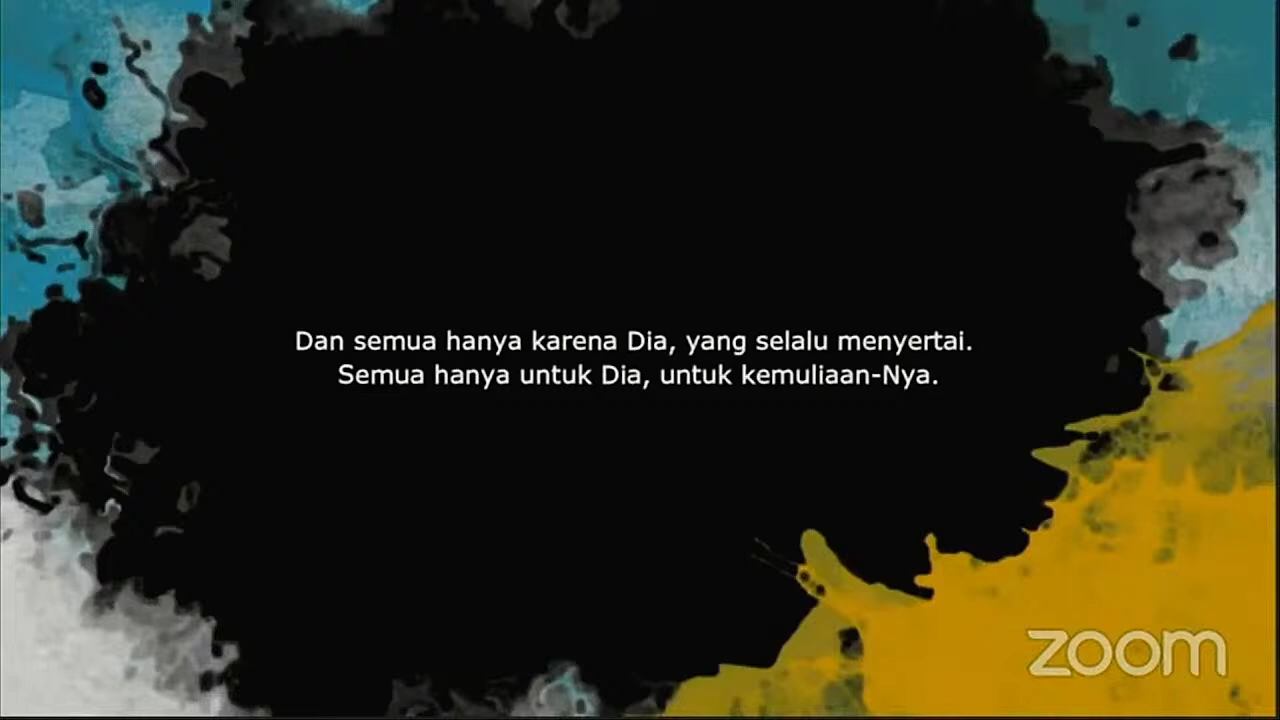 Dan semua hanya karena Dia, yang selalu menyertai.
Semua hanya untuk Dia, untuk kemuliaan-Nya.
zoom